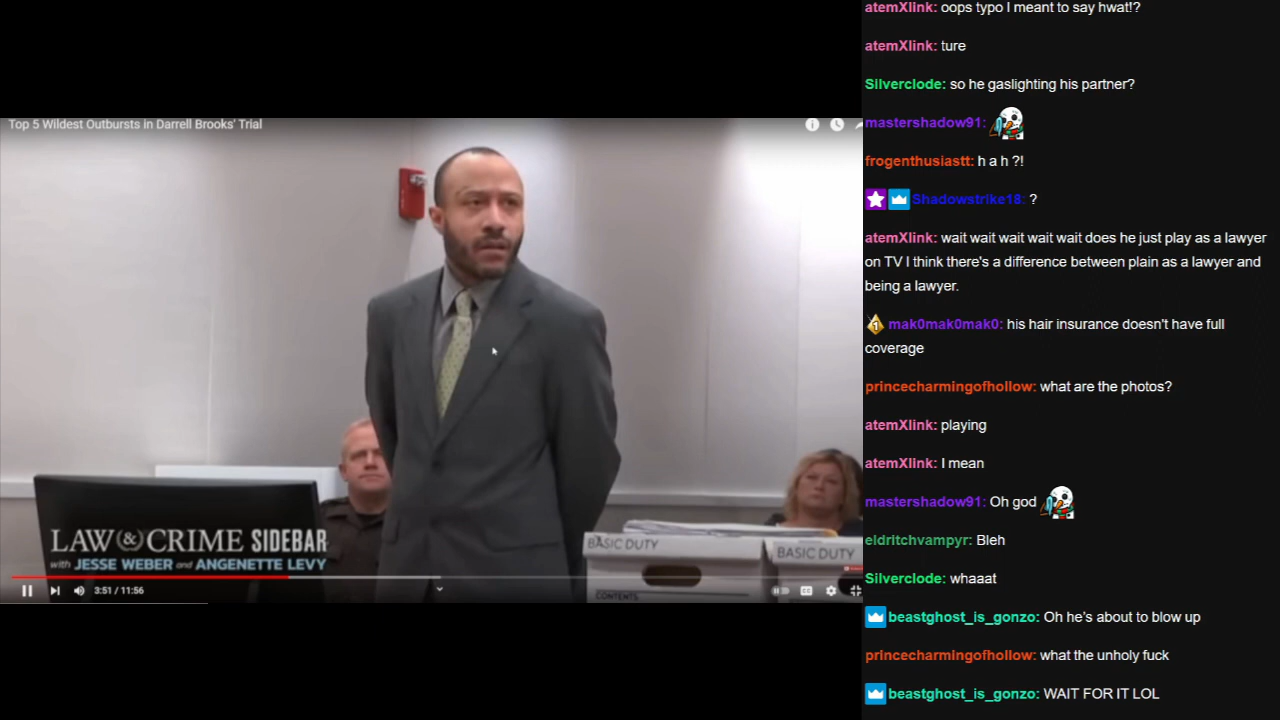 Top 5 Wildest Outbursts in Darrell Brooks' Trial
LAW & CRIME SIDEBAR
with JESSE WEBER and ANGENETTE LEVY
3:51 / 11:56
BASIC DUTY
BASIC DUTY
CONTENTS
atemXlink: oops typo I meant to say hwat!?
atemXlink: ture
Silverclode: so he gaslighting his partner?
mastershadow91:
frogenthusiastt: h a h ?!
Shadowstrike18: ?
atemXlink: wait wait wait wait wait does he just play as a lawyer
on TV I think there's a difference between plain as a lawyer and
being a lawyer.
mak0mak0mak0: his hair insurance doesn't have full
coverage
princecharmingofhollow: what are the photos?
atemXlink: playing
atemXlink: I mean
mastershadow91: Oh god
eldritchvampyr: Bleh
Silverclode: whaaat
beastghost_is_gonzo: Oh he's about to blow up
princecharmingofhollow: what the unholy fuck
beastghost_is_gonzo: WAIT FOR IT LOL